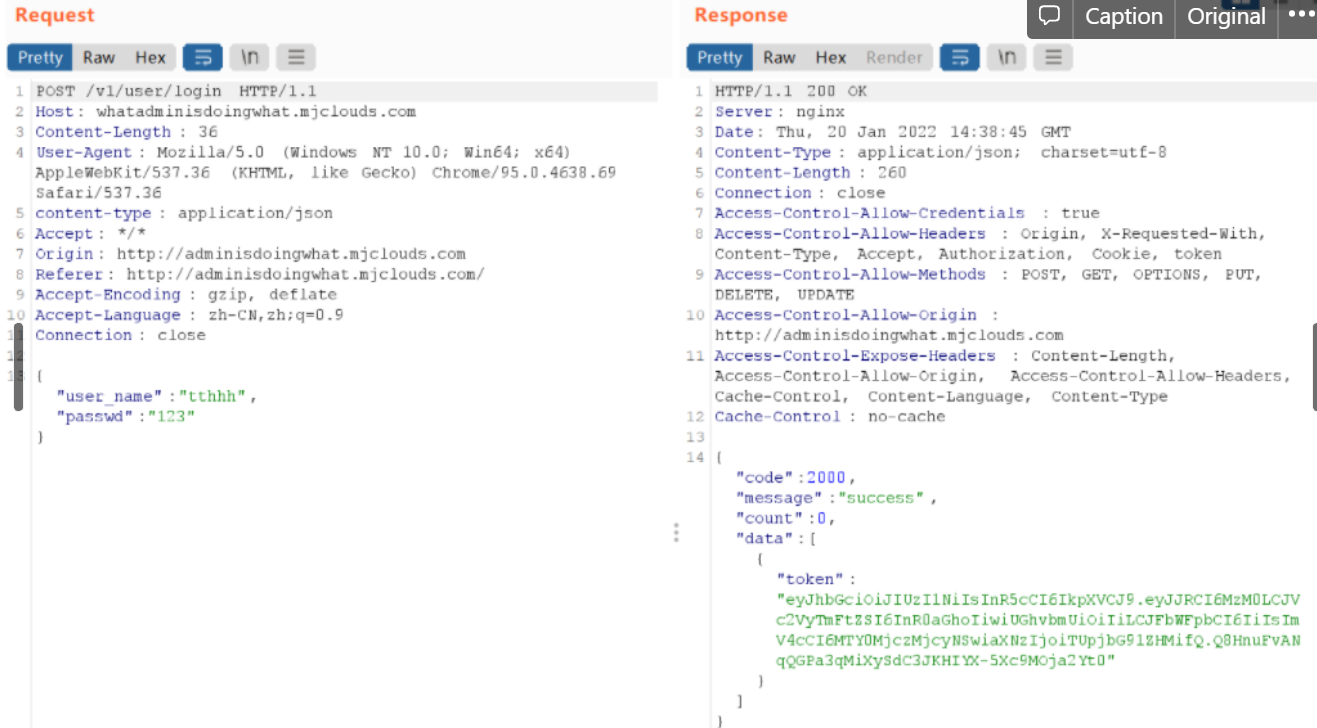 Request
Pretty Raw Hex \n
1 POST /v1/user/login HTTP/1.1
2 Host: whatadminisdoingwhat.mjclouds.com
3 Content-Length : 36
4 User-Agent : Mozilla/5.0 (Windows NT 10.0; Win64; x64)
AppleWebKit/537.36 (KHTML, like Gecko) Chrome/95.0.4638.69
Safari/537.36
5 content-type : application/json
6 Accept: */*
7 Origin: http://adminisdoingwhat.mjclouds.com
8 Referer: http://adminisdoingwhat.mjclouds.com/
9 Accept-Encoding : gzip, deflate
10 Accept-Language : zh-CN,zh;q=0.9
11 Connection : close
12
13 {
"user_name" :"tthhh",
"passwd" :"123"
}
Response
Caption Original
Pretty Raw Hex Render \n
1 HTTP/1.1 200 OK
2 Server: nginx
3 Date: Thu, 20 Jan 2022 14:38:45 GMT
4 Content-Type : application/json; charset=utf-8
5 Content-Length : 260
6 Connection : close
7 Access-Control-Allow-Credentials : true
8 Access-Control-Allow-Headers : Origin, X-Requested-With,
Content-Type, Accept, Authorization, Cookie, token
9 Access-Control-Allow-Methods : POST, GET, OPTIONS, PUT,
DELETE, UPDATE
10 Access-Control-Allow-Origin :
http://adminisdoingwhat.mjclouds.com
11 Access-Control-Expose-Headers : Content-Length,
Access-Control-Allow-Origin, Access-Control-Allow-Headers,
Cache-Control, Content-Language, Content-Type
12 Cache-Control : no-cache
13
14 {
"code" :2000,
"message" :"success" ,
"count" :0,
"data" :[
{
"token" :
"eyJhbGciOiJIUzI1NiIsInR5cCI6IkpXVCJ9.eyJJRCI6MzM0LCJV
c2VyTmFtZSI6InR0aGhoIiwiUGhvbmUiOiIiLCJFbWFpbCI6IiIsIm
V4cCI6MTY0MjczMjcyNSwiaXNzIjoiTUpjbG91ZHMifQ.Q8HnuFvAN
qQGPa3qMiXySdC3JKHIYX-5Xc9MOja2Yt0"
}
]
}